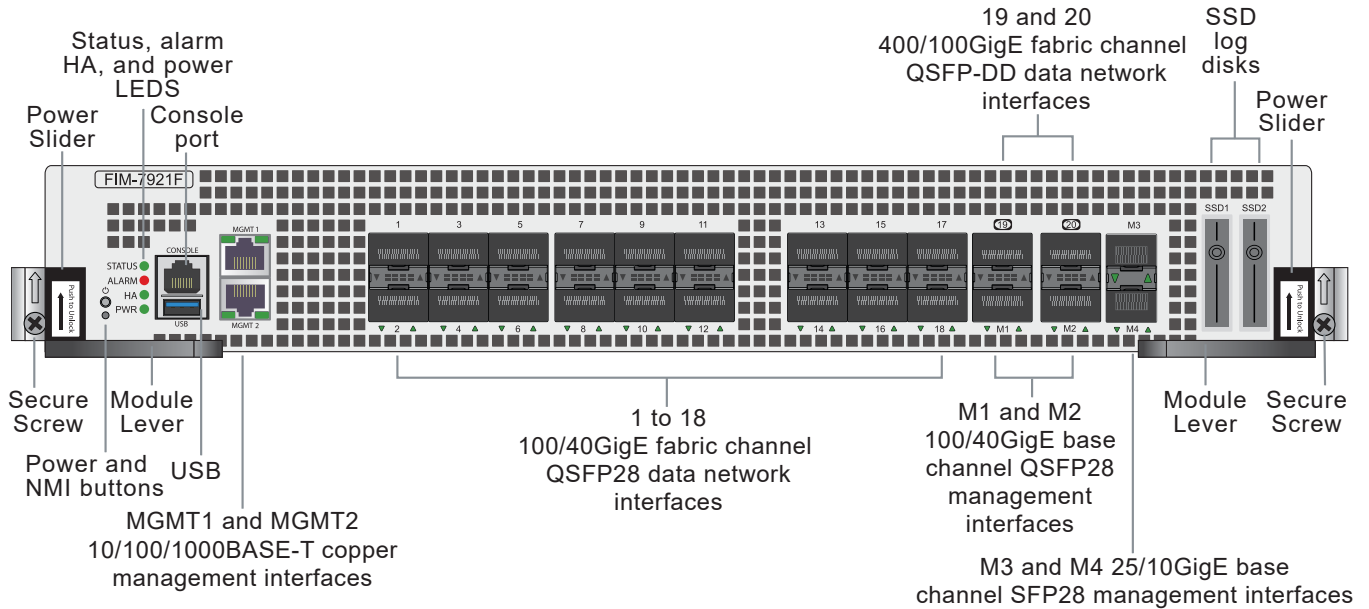 19 and 20
400/100GigE fabric channel
QSFP-DD data network
interfaces
SSD
log
disks
Status, alarm
HA, and power
LEDS
Power
Slider
Console
port
Power
Slider
FIM-7921F
MGMT 1
CONSOLE
STATUS
ALARM
HA
PWR
USB
MGMT 2
1 3 5 7 9 11 13 15 17 19 20 M3
SSD1 SSD2
2 4 6 8 10 12 14 16 18 M1 M2 M4
Push to Unlock
Push to Unlock
Secure
Screw
Module
Lever
Power and
NMI buttons
USB
MGMT1 and MGMT2
10/100/1000BASE-T copper
management interfaces
1 to 18
100/40GigE fabric channel
QSFP28 data network
interfaces
M1 and M2
100/40GigE base
channel QSFP28
management
interfaces
Module
Lever
Secure
Screw
M3 and M4 25/10GigE base
channel SFP28 management interfaces